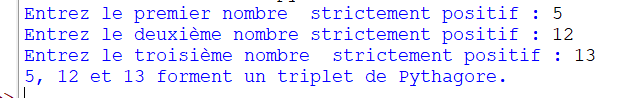 Entrez le premier nombre  strictement positif : 5
Entrez le deuxième nombre strictement positif : 12
Entrez le troisième nombre  strictement positif : 13
5, 12 et 13 forment un triplet de Pythagore.